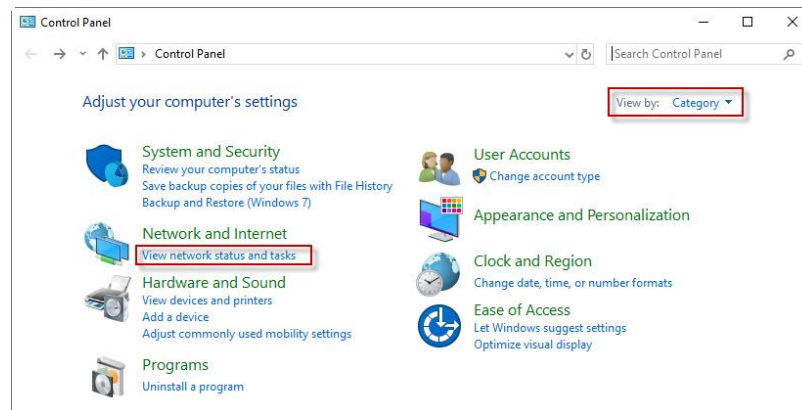 Control Panel
Control Panel
Search Control Panel
Adjust your computer's settings
View by: Category
System and Security
Review your computer's status
Save backup copies of your files with File History
Backup and Restore (Windows 7)
Network and Internet
View network status and tasks
Hardware and Sound
View devices and printers
Add a device
Adjust commonly used mobility settings
Programs
Uninstall a program
User Accounts
Change account type
Appearance and Personalization
Clock and Region
Change date, time, or number formats
Ease of Access
Let Windows suggest settings
Optimize visual display